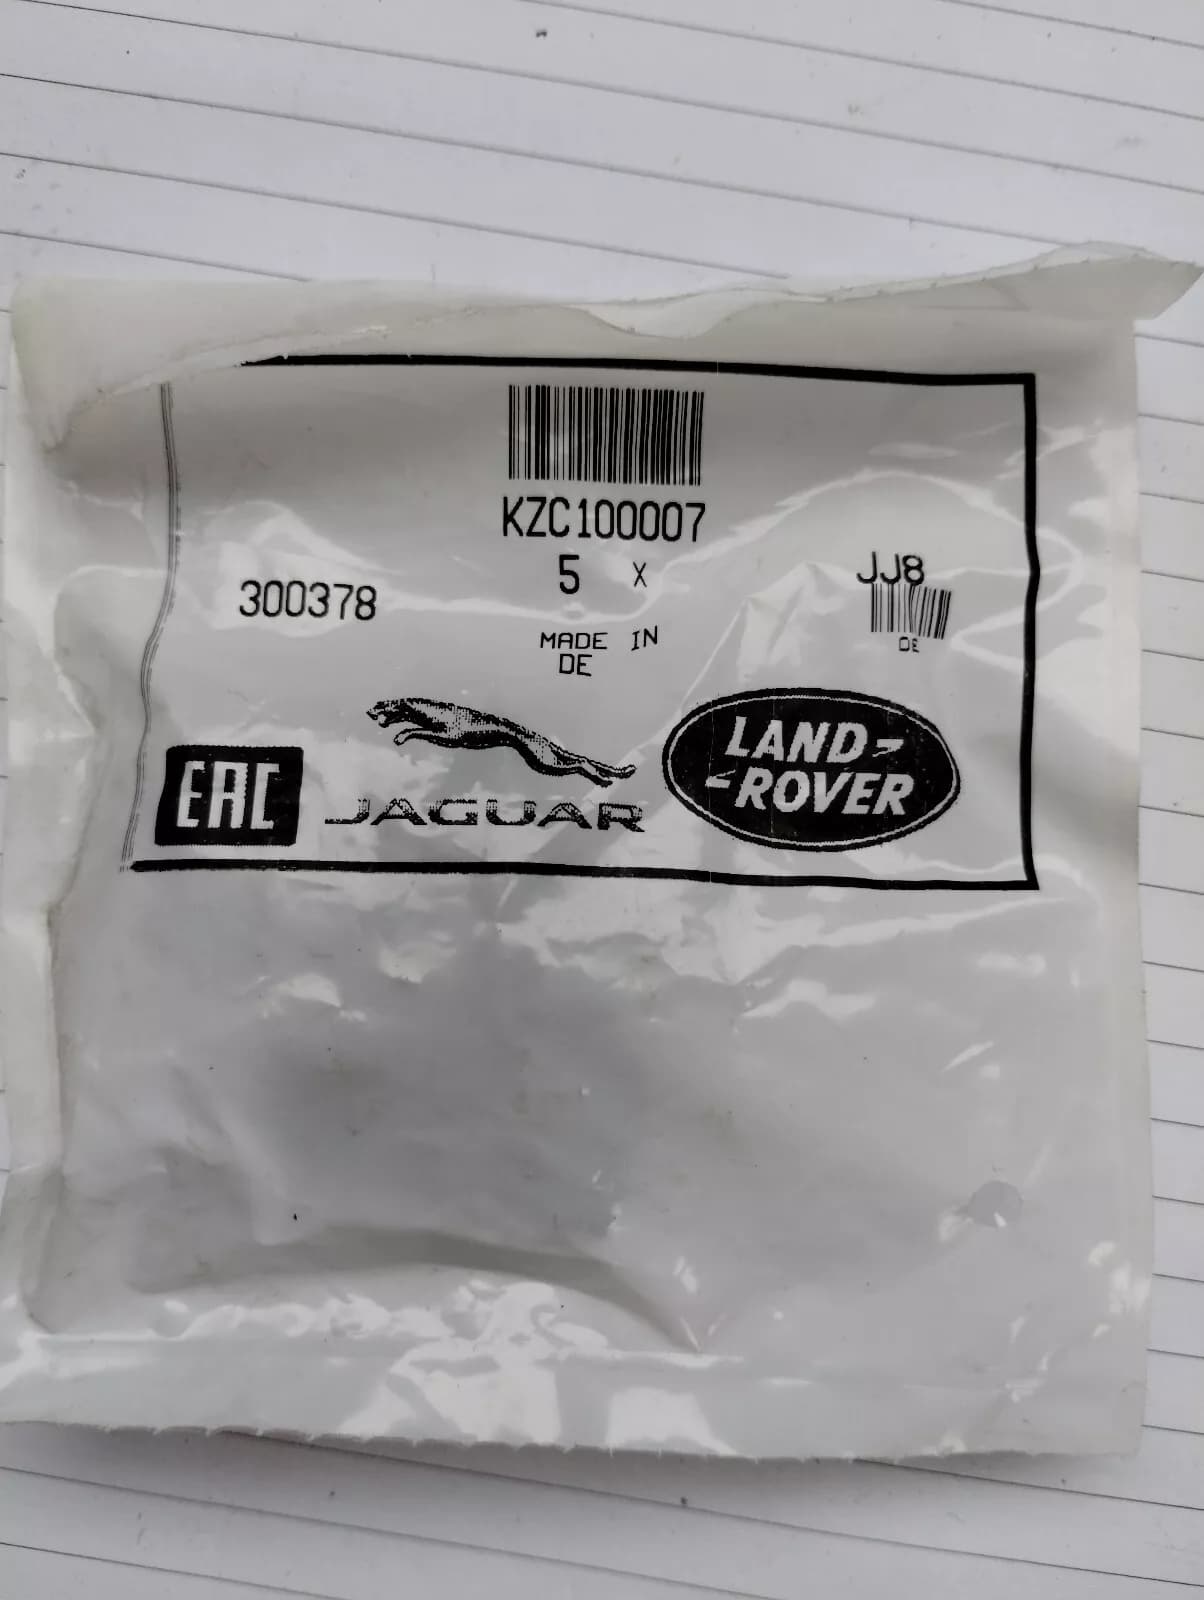 KZC100007
5 X
300378
JJ8
MADE IN
DE
DE
EAC
JAGUAR
LAND-
-ROVER